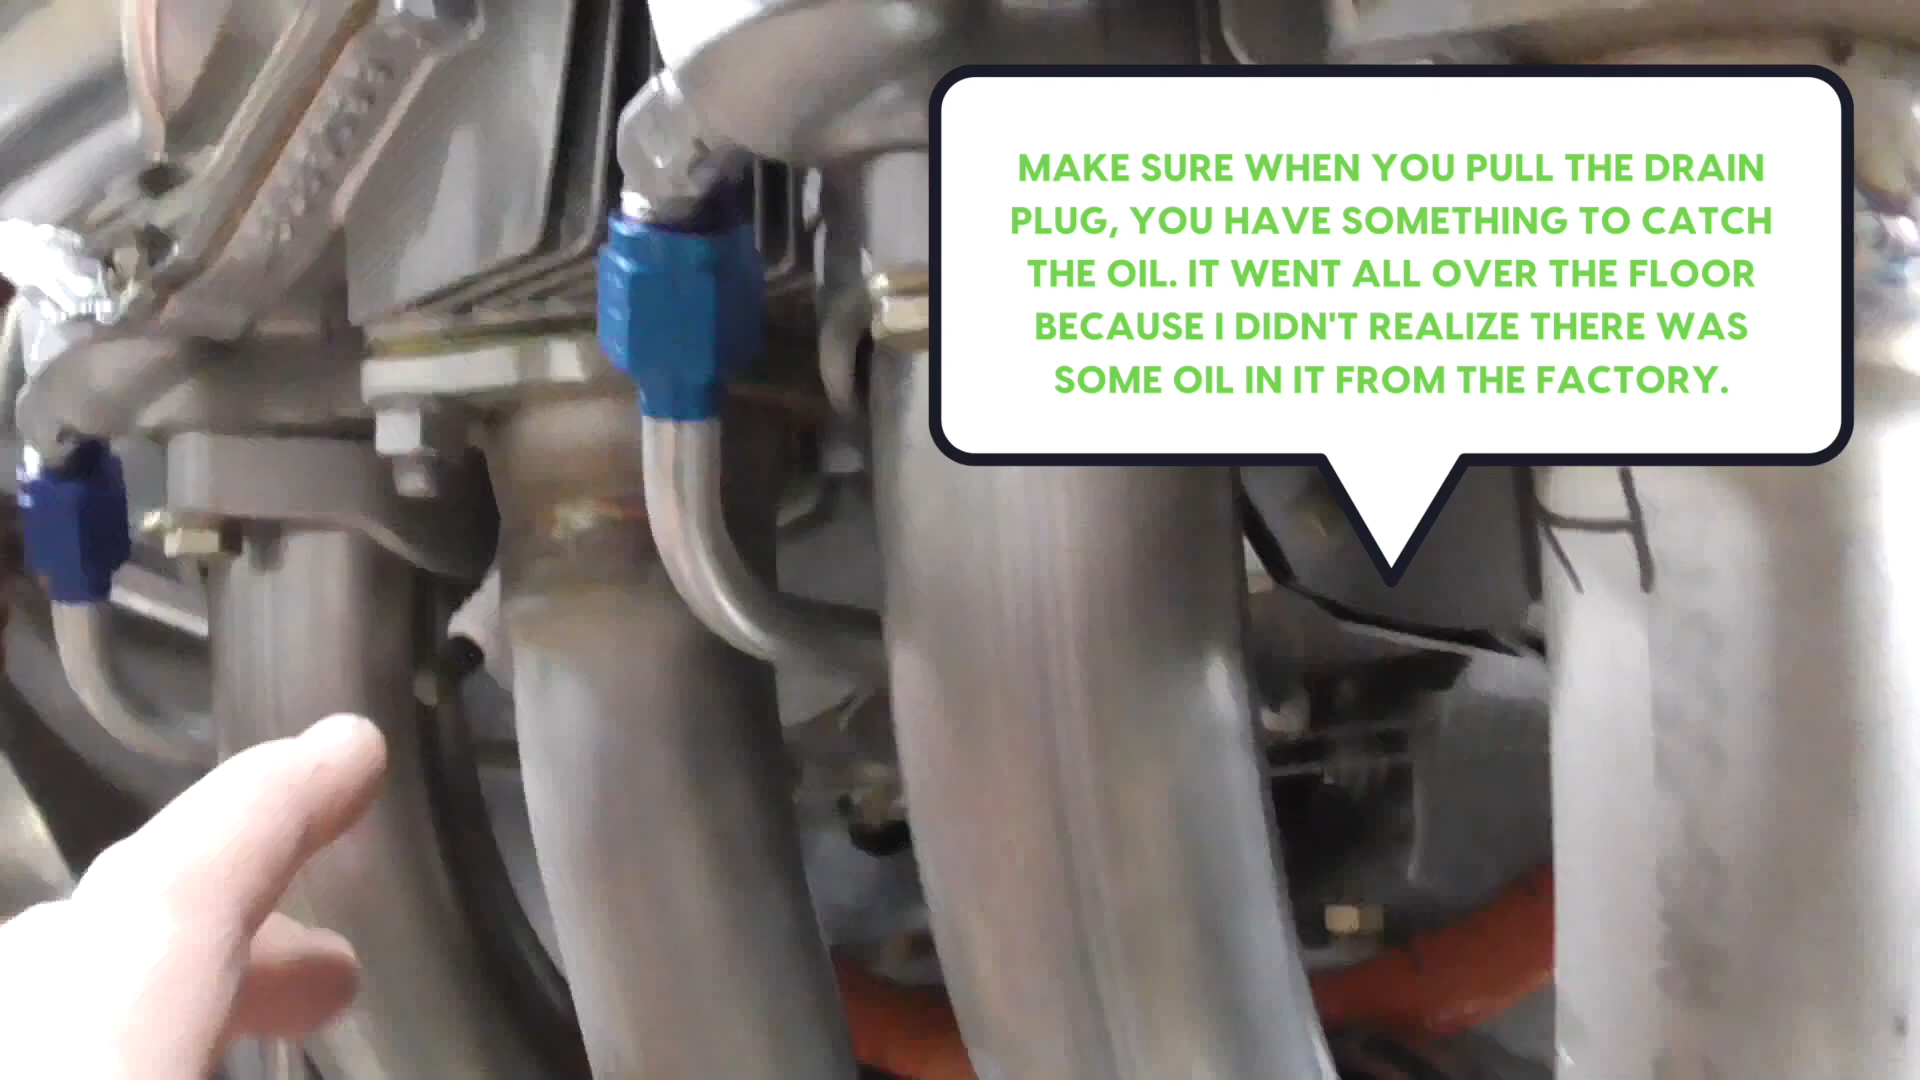 MAKE SURE WHEN YOU PULL THE DRAIN
PLUG, YOU HAVE SOMETHING TO CATCH
THE OIL. IT WENT ALL OVER THE FLOOR
BECAUSE I DIDN'T REALIZE THERE WAS
SOME OIL IN IT FROM THE FACTORY.